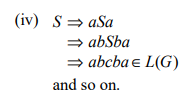 (iv) S ⇒ aSa
⇒ abSba
⇒ abcba ∈ L(G)
and so on.